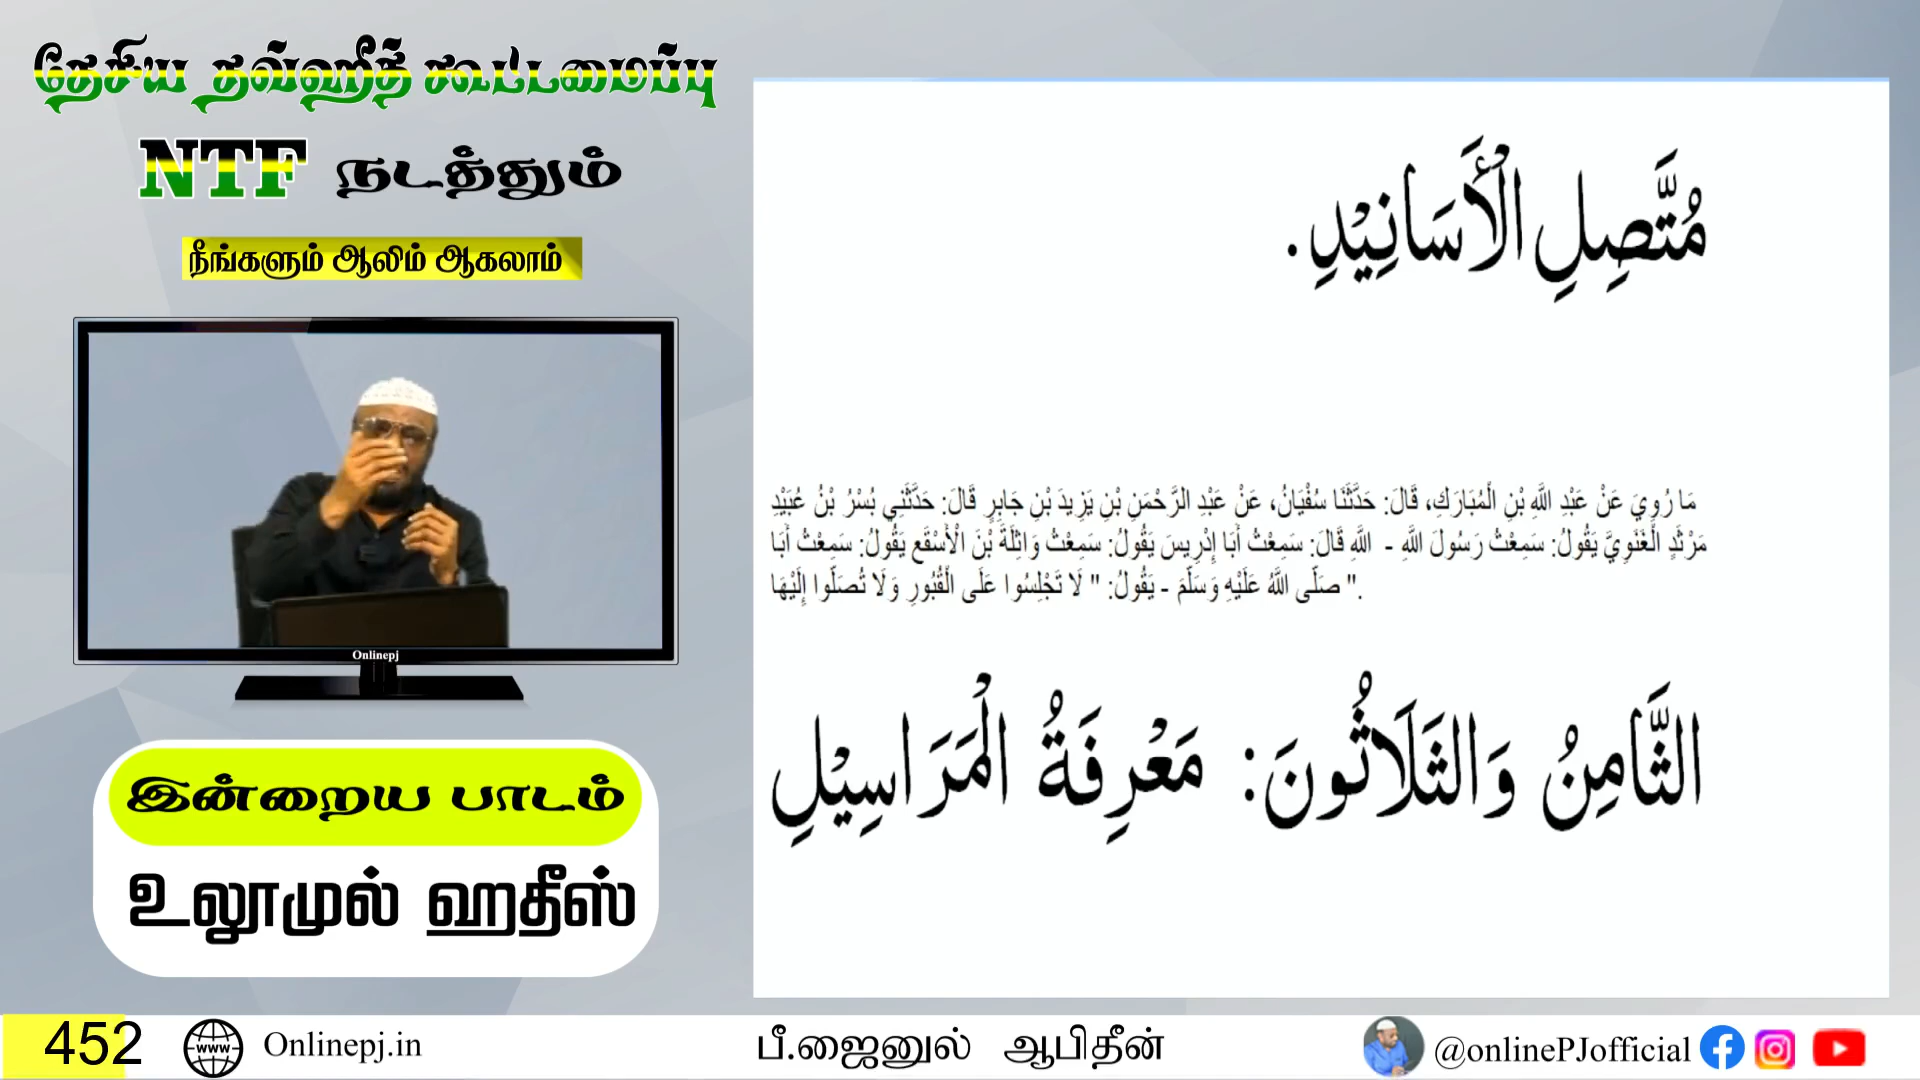 தேசிய தவ்ஹீத் கூட்டமைப்பு
NTF நடத்தும்
நீங்களும் ஆலிம் ஆகலாம்
Onlinepj
இன்றைய பாடம்
உலூமுல் ஹதீஸ்
مُتَّصِلِ الْأَسَانِيْدِ.
مَا رُوِيَ عَنْ عَبْدِ اللَّهِ بْنِ الْمُبَارَكِ، قَالَ: حَدَّثَنَا سُفْيَانُ، عَنْ عَبْدِ الرَّحْمَنِ بْنِ يَزِيدَ بْنِ جَابِرٍ قَالَ: حَدَّثَنِي بُسْرُ بْنُ عُبَيْدِ
اللَّهِ قَالَ: سَمِعْتُ أَبَا إِدْرِيسَ يَقُولُ: سَمِعْتُ وَاثِلَةَ بْنَ الْأَسْقَعِ يَقُولُ: سَمِعْتُ أَبَا مَرْثَدٍ الْغَنَوِيَّ يَقُولُ: سَمِعْتُ رَسُولَ اللَّهِ -
صَلَّى اللَّهُ عَلَيْهِ وَسَلَّمَ - يَقُولُ: " لَا تَجْلِسُوا عَلَى الْقُبُورِ وَلَا تُصَلُّوا إِلَيْهَا ".
الثَّامِنُ وَالثَّلَاثُونَ: مَعْرِفَةُ الْمَرَاسِيْلِ
452 www Onlinepj.in பீ.ஜைனுல் ஆபிதீன் @onlinePJofficial